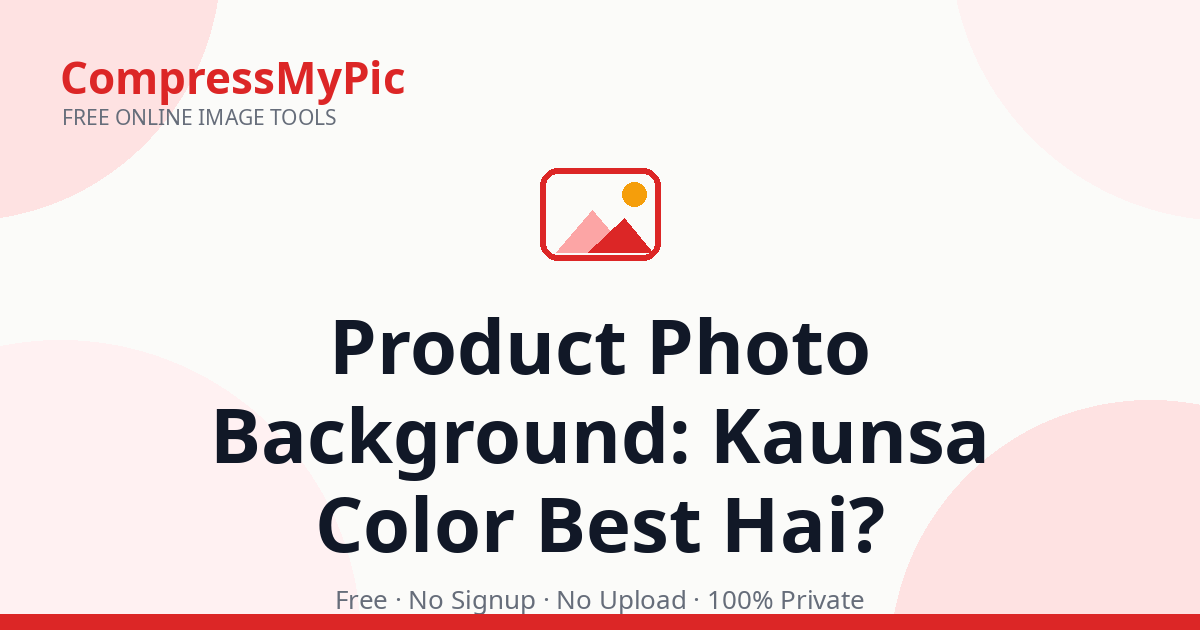 CompressMyPic
FREE ONLINE IMAGE TOOLS
Product Photo
Background: Kaunsa
Color Best Hai?
Free · No Signup · No Upload · 100% Private